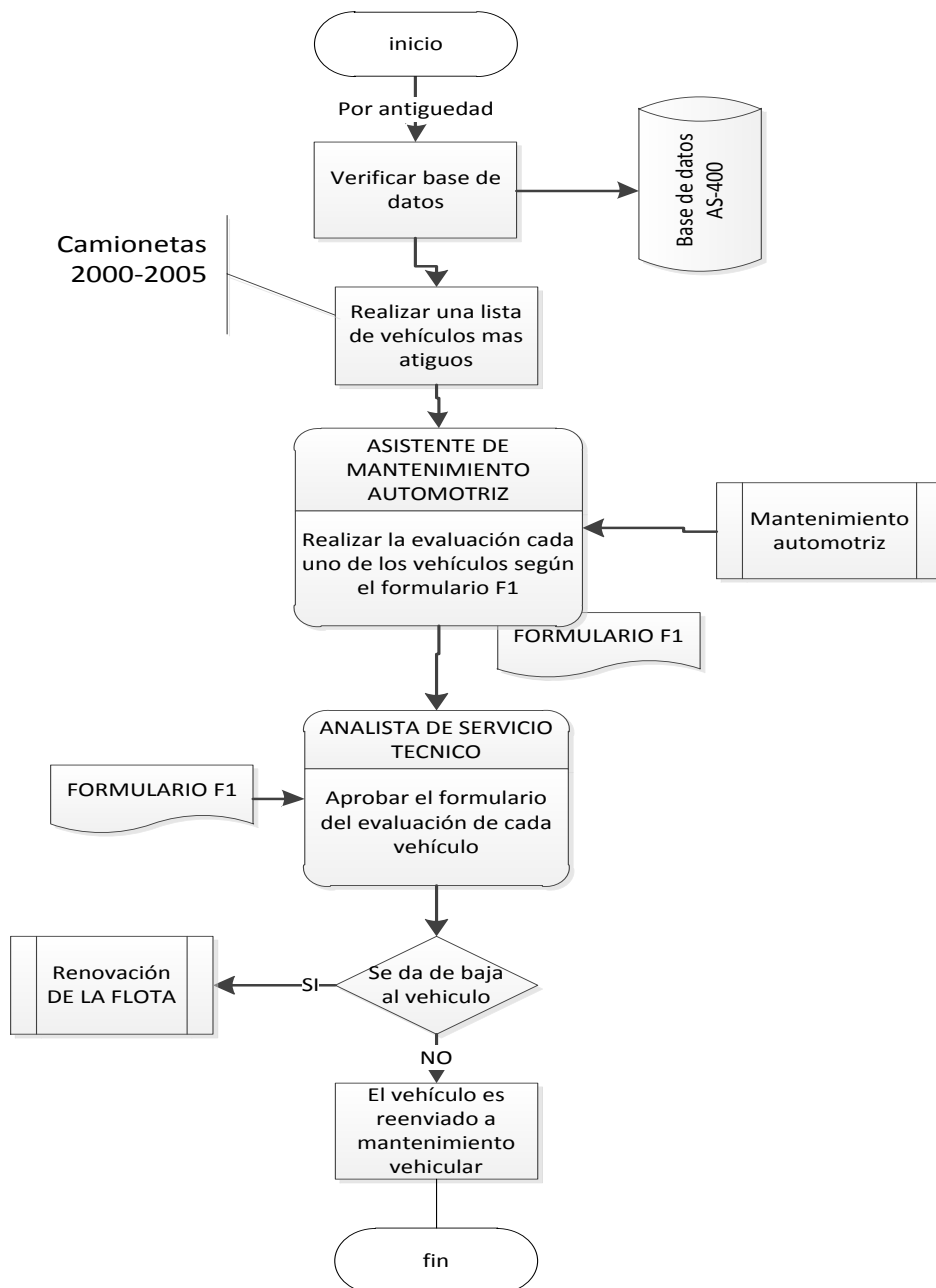 inicio
Por antiguedad
Verificar base de
datos
Base de datos
AS-400
Camionetas
2000-2005
Realizar una lista
de vehículos mas
atiguos
ASISTENTE DE
MANTENIMIENTO
AUTOMOTRIZ
Realizar la evaluación cada
uno de los vehículos según
el formulario F1
Mantenimiento
automotriz
FORMULARIO F1
ANALISTA DE SERVICIO
TECNICO
FORMULARIO F1
Aprobar el formulario
del evaluación de cada
vehículo
Se da de baja
al vehiculo
SI
Renovación
DE LA FLOTA
NO
El vehículo es
reenviado a
mantenimiento
vehicular
fin